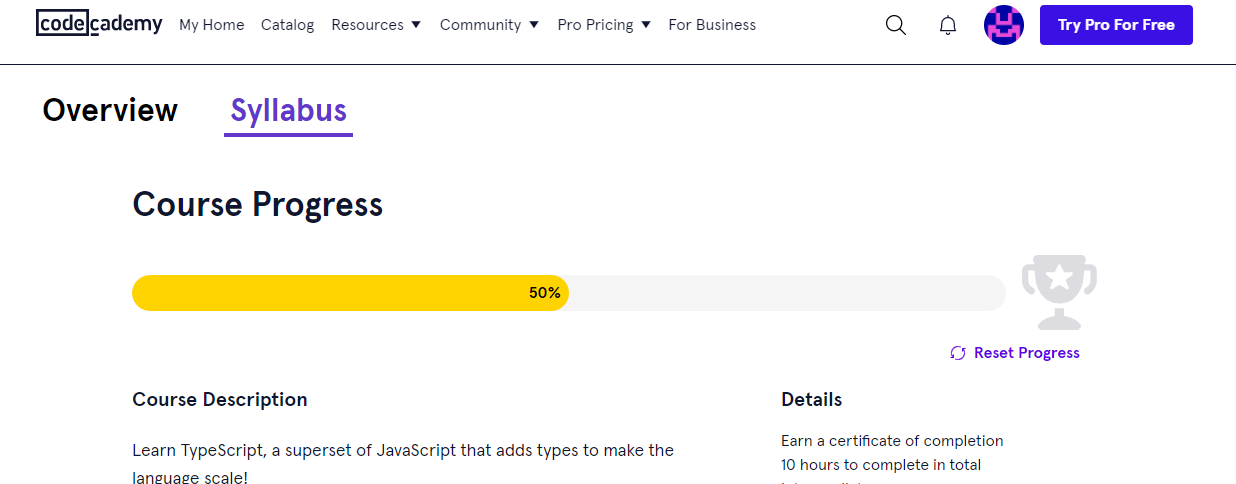 codecademy My Home Catalog Resources Community Pro Pricing For Business Try Pro For Free
Overview Syllabus
Course Progress
50%
Reset Progress
Course Description
Learn TypeScript, a superset of JavaScript that adds types to make the
language scale!
Details
Earn a certificate of completion
10 hours to complete in total